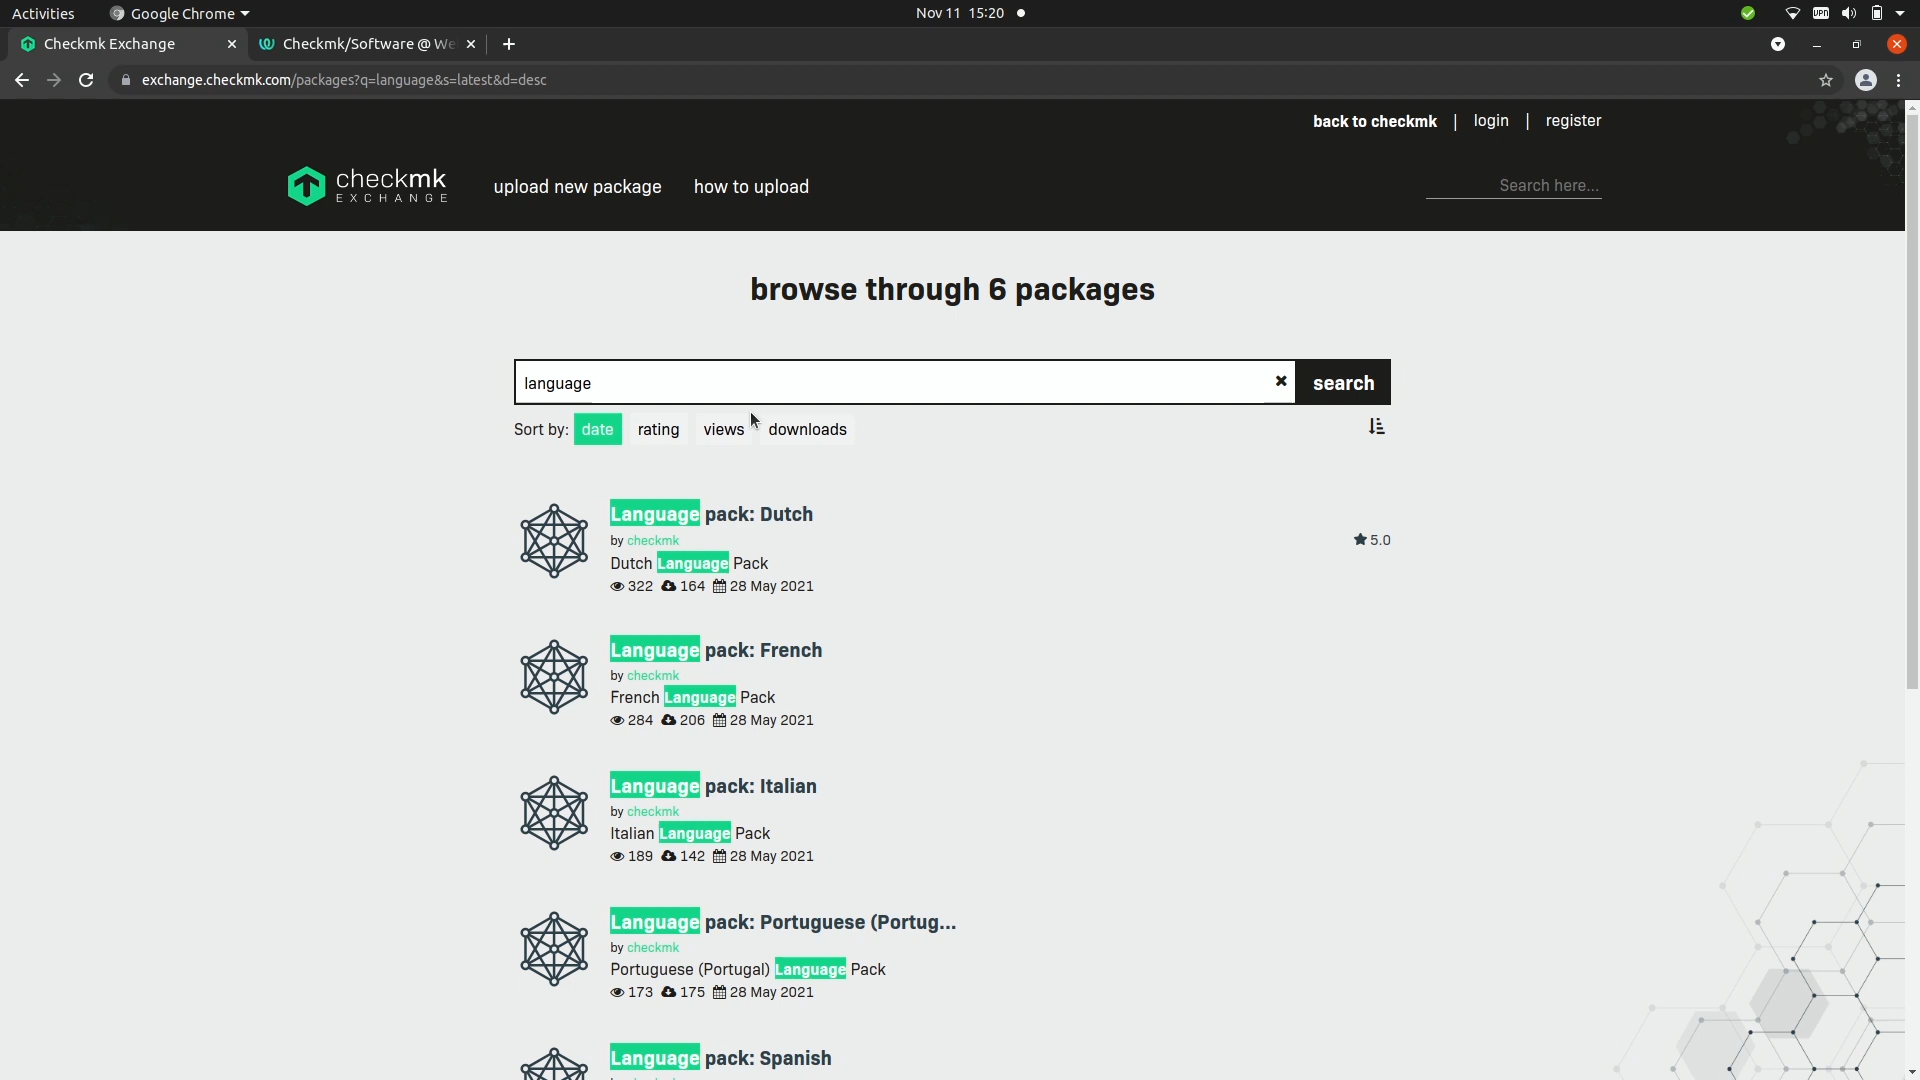 Activities
Google Chrome
Nov 11 15:20
VPN
Checkmk Exchange
Checkmk/Software @ We
exchange.checkmk.com/packages?q=language&s=latest&d=desc
back to checkmk | login | register
checkmk
EXCHANGE
upload new package
how to upload
Search here...
browse through 6 packages
language
search
Sort by: date rating views downloads
Language pack: Dutch
by checkmk
5.0
Dutch Language Pack
322 164 28 May 2021
Language pack: French
by checkmk
French Language Pack
284 206 28 May 2021
Language pack: Italian
by checkmk
Italian Language Pack
189 142 28 May 2021
Language pack: Portuguese (Portug...
by checkmk
Portuguese (Portugal) Language Pack
173 175 28 May 2021
Language pack: Spanish